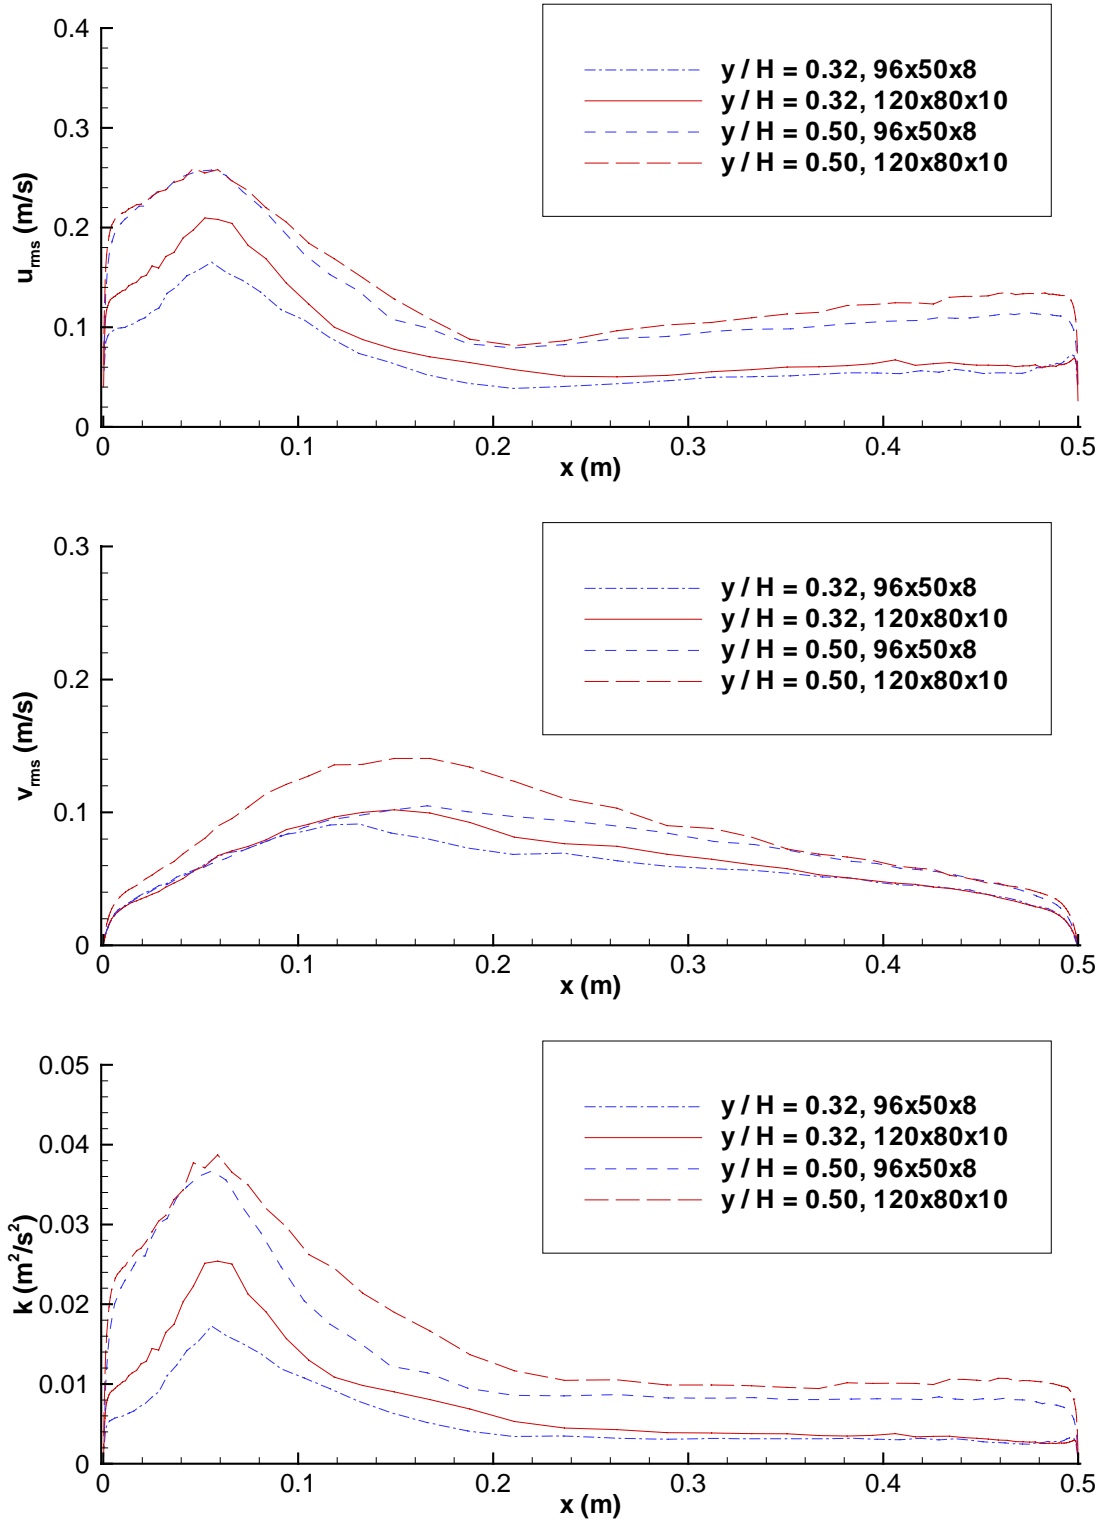 0.4
0.3
0.2
0.1
0
u_rms (m/s)
0 0.1 0.2 0.3 0.4 0.5
x (m)
y / H = 0.32, 96x50x8
y / H = 0.32, 120x80x10
y / H = 0.50, 96x50x8
y / H = 0.50, 120x80x10
0.3
0.2
0.1
0
v_rms (m/s)
0 0.1 0.2 0.3 0.4 0.5
x (m)
y / H = 0.32, 96x50x8
y / H = 0.32, 120x80x10
y / H = 0.50, 96x50x8
y / H = 0.50, 120x80x10
0.05
0.04
0.03
0.02
0.01
0
k (m²/s²)
0 0.1 0.2 0.3 0.4 0.5
x (m)
y / H = 0.32, 96x50x8
y / H = 0.32, 120x80x10
y / H = 0.50, 96x50x8
y / H = 0.50, 120x80x10